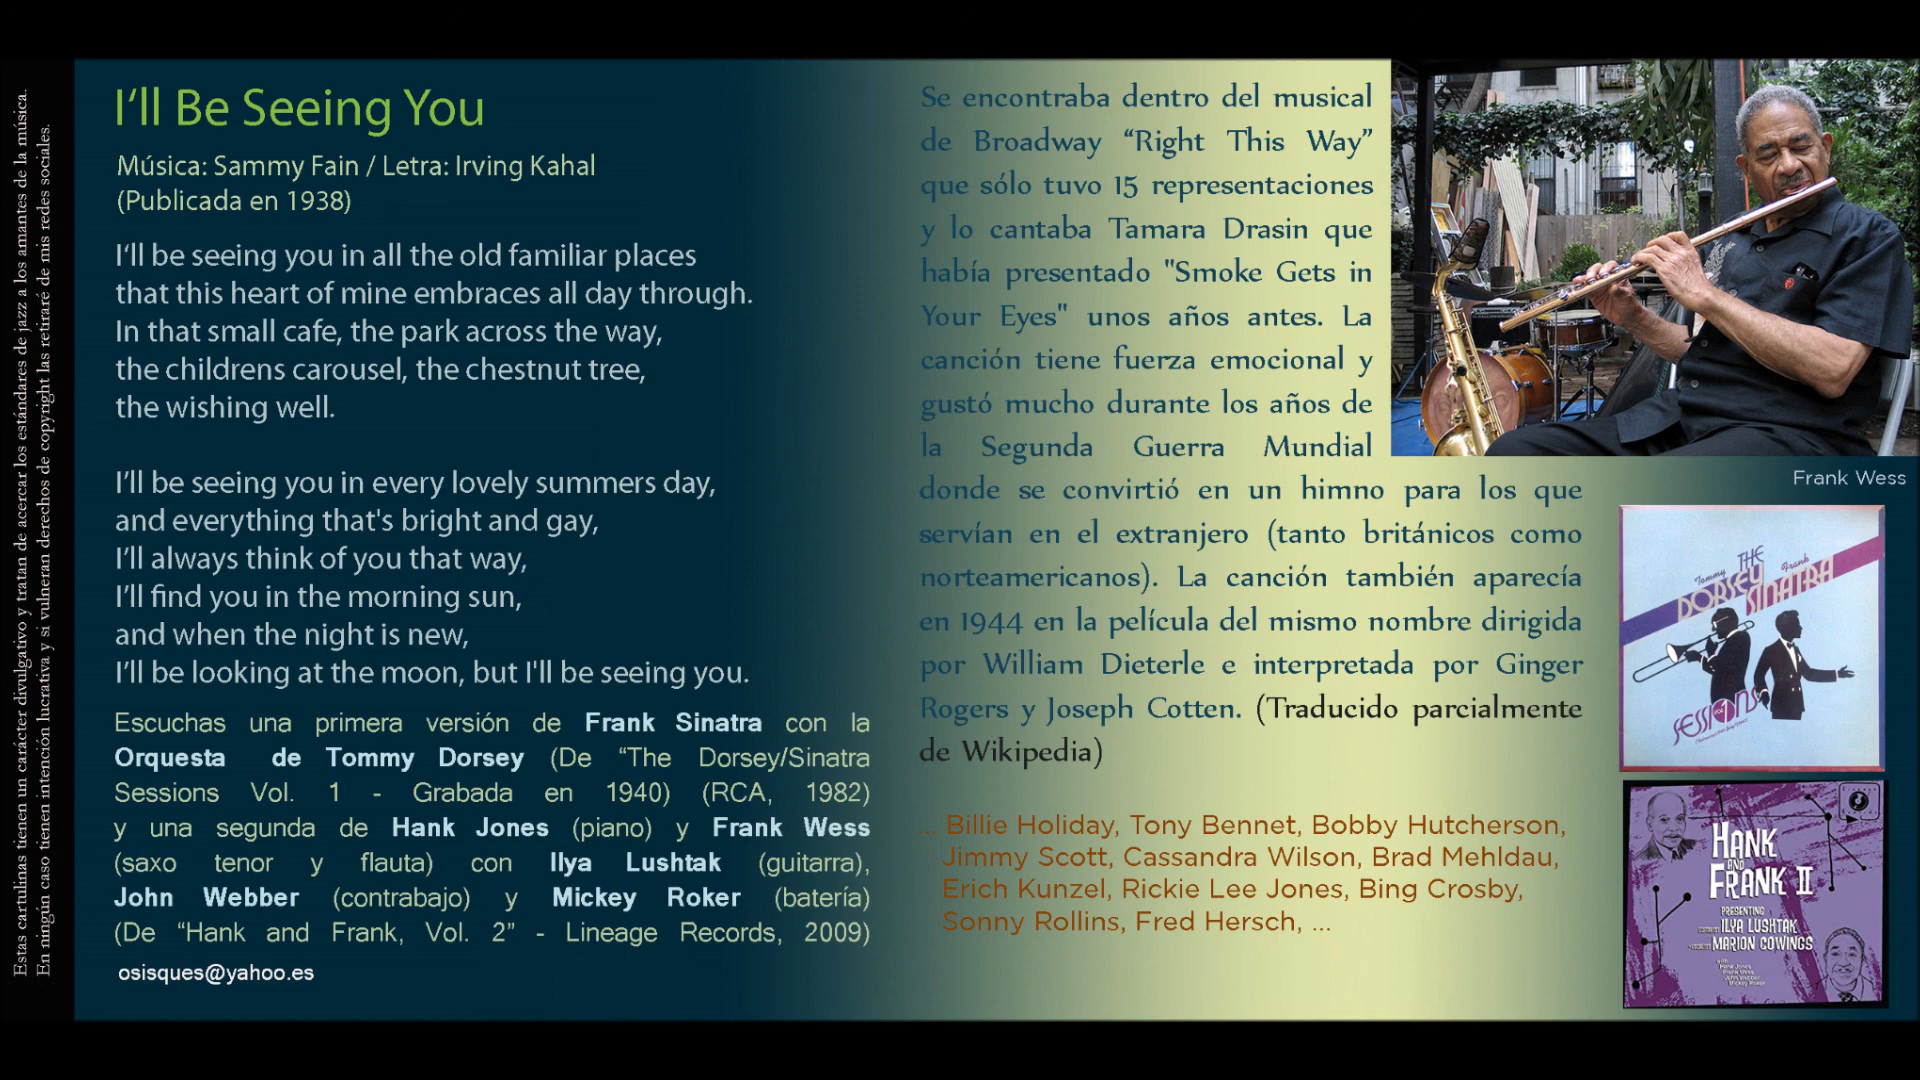 Estas cartulinas tienen un carácter divulgativo y tratan de acercar los estándares de jazz a los amantes de la música.
En ningún caso tienen intención lucrativa y si vulneran derechos de copyright las retiraré de mis redes sociales.
I'll Be Seeing You
Música: Sammy Fain / Letra: Irving Kahal
(Publicada en 1938)
I'll be seeing you in all the old familiar places
that this heart of mine embraces all day through.
In that small cafe, the park across the way,
the childrens carousel, the chestnut tree,
the wishing well.
I'll be seeing you in every lovely summers day,
and everything that's bright and gay,
I'll always think of you that way,
I'll find you in the morning sun,
and when the night is new,
I'll be looking at the moon, but I'll be seeing you.
Escuchas una primera versión de Frank Sinatra con la
Orquesta de Tommy Dorsey (De “The Dorsey/Sinatra
Sessions Vol. 1 - Grabada en 1940) (RCA, 1982)
y una segunda de Hank Jones (piano) y Frank Wess
(saxo tenor y flauta) con Ilya Lushtak (guitarra),
John Webber (contrabajo) y Mickey Roker (batería)
(De “Hank and Frank, Vol. 2” - Lineage Records, 2009)
osisques@yahoo.es
Se encontraba dentro del musical
de Broadway “Right This Way”
que sólo tuvo 15 representaciones
y lo cantaba Tamara Drasin que
había presentado "Smoke Gets in
Your Eyes" unos años antes. La
canción tiene fuerza emocional y
gustó mucho durante los años de
la Segunda Guerra Mundial
donde se convirtió en un himno para los que
servían en el extranjero (tanto británicos como
norteamericanos). La canción también aparecía
en 1944 en la película del mismo nombre dirigida
por William Dieterle e interpretada por Ginger
Rogers y Joseph Cotten. (Traducido parcialmente
de Wikipedia)
... Billie Holiday, Tony Bennet, Bobby Hutcherson,
Jimmy Scott, Cassandra Wilson, Brad Mehldau,
Erich Kunzel, Rickie Lee Jones, Bing Crosby,
Sonny Rollins, Fred Hersch, ...
Frank Wess
THE
Tommy Frank
DORSEY SINATRA
SESSIONS
HANK
AND
FRANK II
PRESENTING
ILYA LUSHTAK
MARION COWINGS
Hank Jones
Frank Wess
John Webber
Mickey Roker